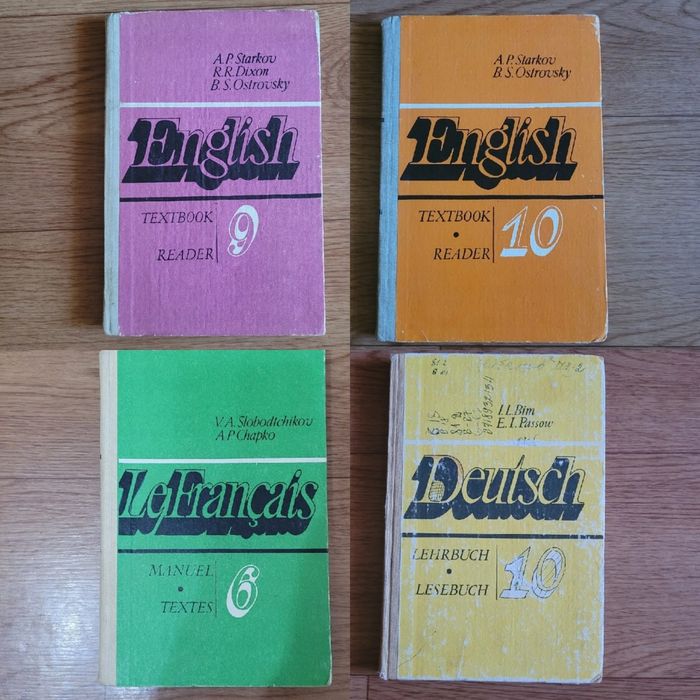 A.P. Starkov
R.R. Dixon
B.S. Ostrovsky
English
TEXTBOOK
READER
9
A.P. Starkov
B.S. Ostrovsky
English
TEXTBOOK
•
READER
10
V.A. Slobodtchikov
A.P. Chapko
Le Français
MANUEL
•
TEXTES
6
I.L. Bim
E.I. Passow
Deutsch
LEHRBUCH
•
LESEBUCH
10